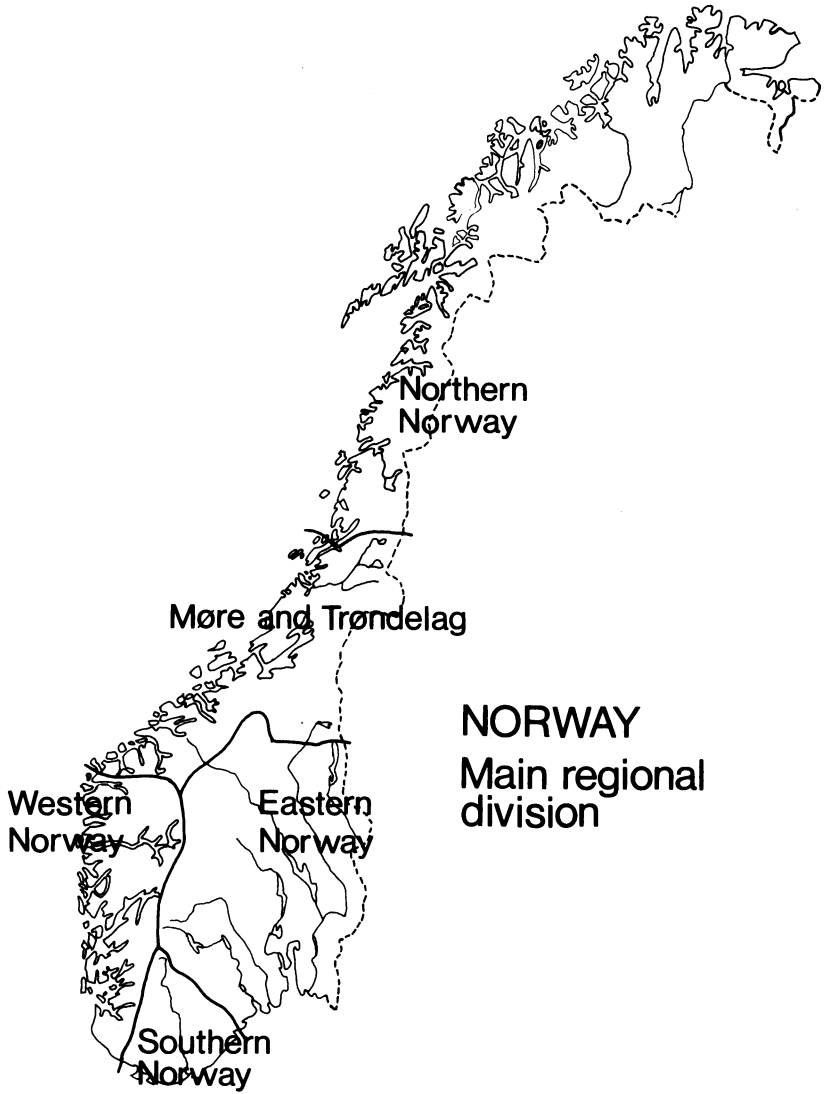 Northern
Norway
Møre and Trøndelag
NORWAY
Main regional
division
Western
Norway
Eastern
Norway
Southern
Norway